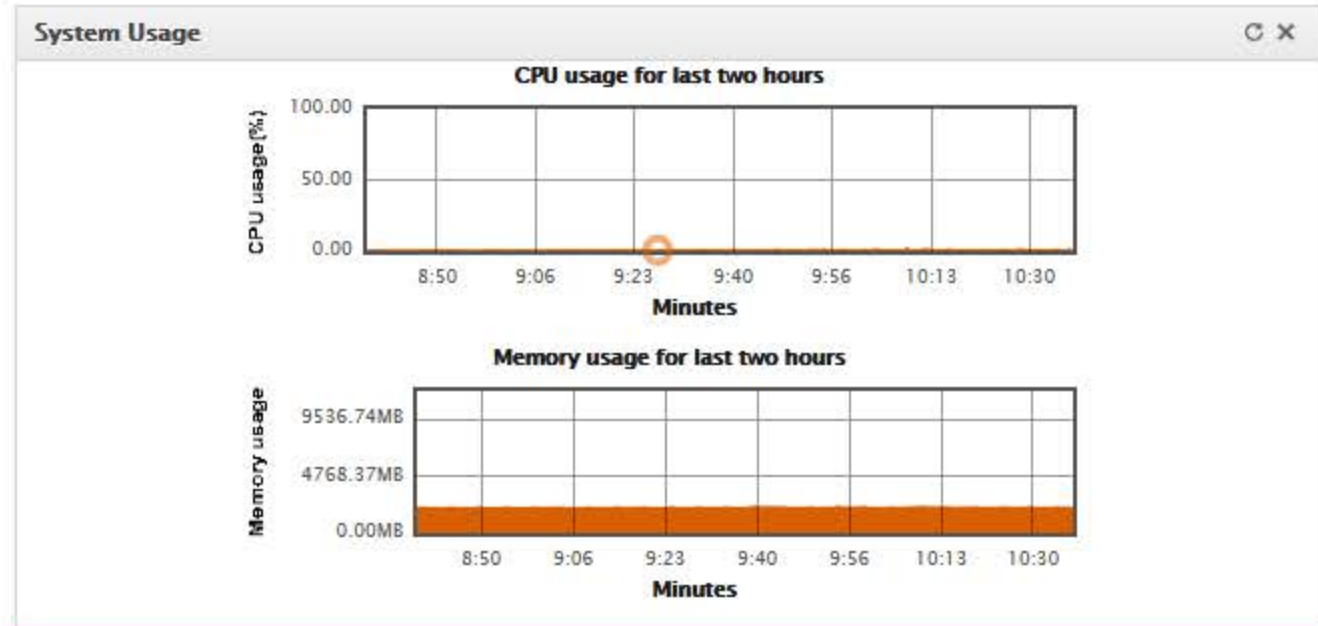 System Usage
CPU usage for last two hours
CPU usage(%)
100.00
50.00
0.00
8:50 9:06 9:23 9:40 9:56 10:13 10:30
Minutes
Memory usage for last two hours
Memory usage
9536.74MB
4768.37MB
0.00MB
8:50 9:06 9:23 9:40 9:56 10:13 10:30
Minutes